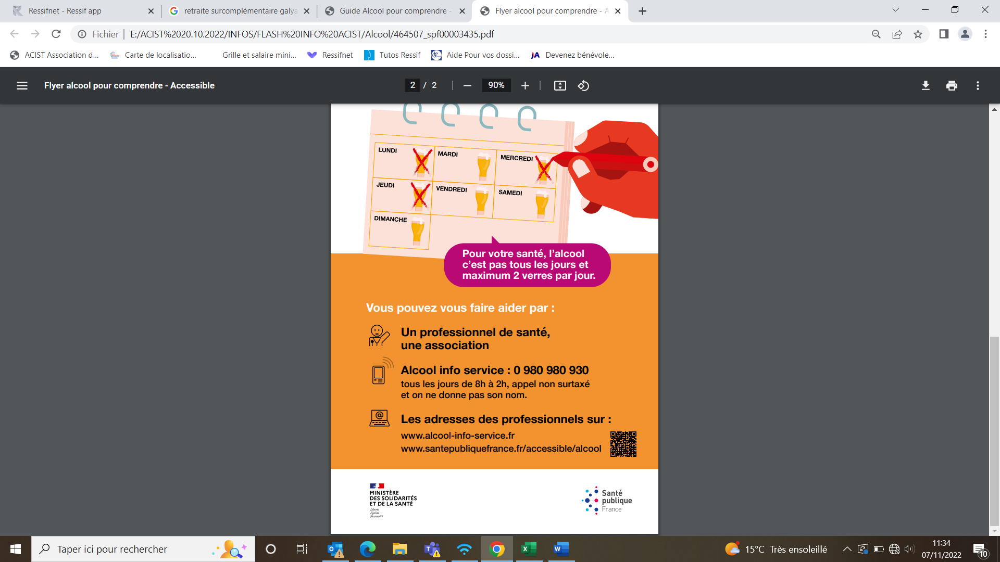 Ressifnet - Ressif app
retraite surcomplémentaire galya
Guide Alcool pour comprendre -
Flyer alcool pour comprendre - A
Fichier
E:/ACIST%2020.10.2022/INFOS/FLASH%20INFO%20ACIST/Alcool/464507_spf00003435.pdf
ACIST Association d...
Carte de localisatio...
Grille et salaire mini...
Ressifnet
Tutos Ressif
Aide Pour vos dossi...
Devenez bénévole...
Flyer alcool pour comprendre - Accessible
2 / 2
90%
LUNDI
MARDI
MERCREDI
JEUDI
VENDREDI
SAMEDI
DIMANCHE
Pour votre santé, l'alcool
c'est pas tous les jours et
maximum 2 verres par jour.
Vous pouvez vous faire aider par :
Un professionnel de santé,
une association
Alcool info service : 0 980 980 930
tous les jours de 8h à 2h, appel non surtaxé
et on ne donne pas son nom.
Les adresses des professionnels sur :
www.alcool-info-service.fr
www.santepubliquefrance.fr/accessible/alcool
MINISTÈRE
DES SOLIDARITÉS
ET DE LA SANTÉ
Liberté
Égalité
Fraternité
Santé
publique
France
Taper ici pour rechercher
15°C Très ensoleillé
11:34
07/11/2022
10